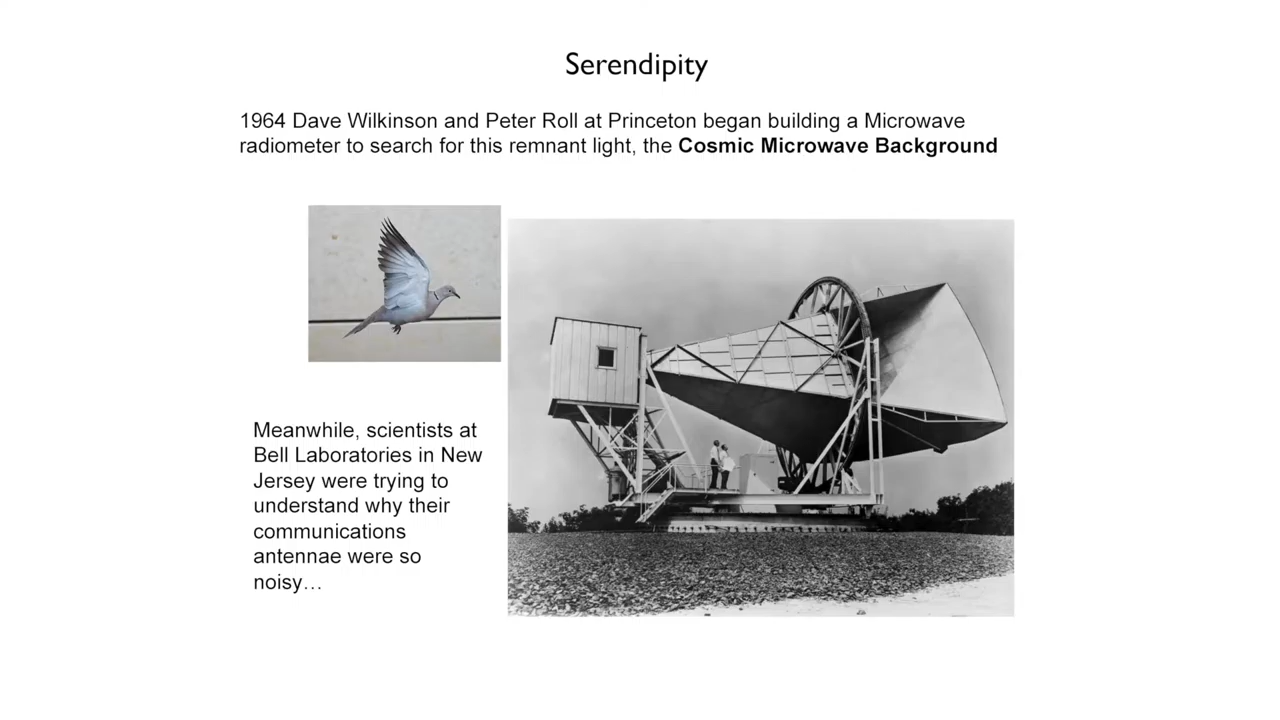 Serendipity
1964 Dave Wilkinson and Peter Roll at Princeton began building a Microwave
radiometer to search for this remnant light, the Cosmic Microwave Background
Meanwhile, scientists at
Bell Laboratories in New
Jersey were trying to
understand why their
communications
antennae were so
noisy…